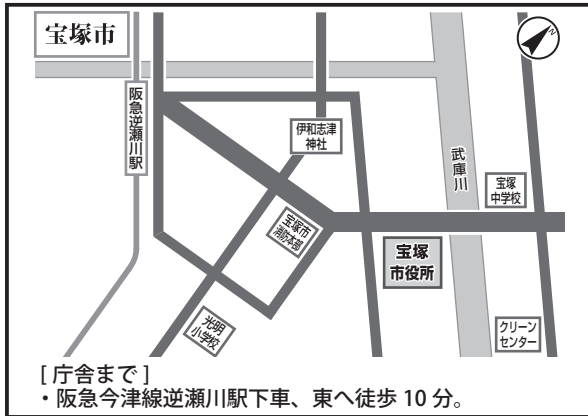 宝塚市
N
阪急逆瀬川駅
伊和志津
神社
武庫川
宝塚
中学校
宝塚市
消防本部
宝塚
市役所
光明
小学校
クリーン
センター
[ 庁舎まで ]
・阪急今津線逆瀬川駅下車、東へ徒歩 10 分。